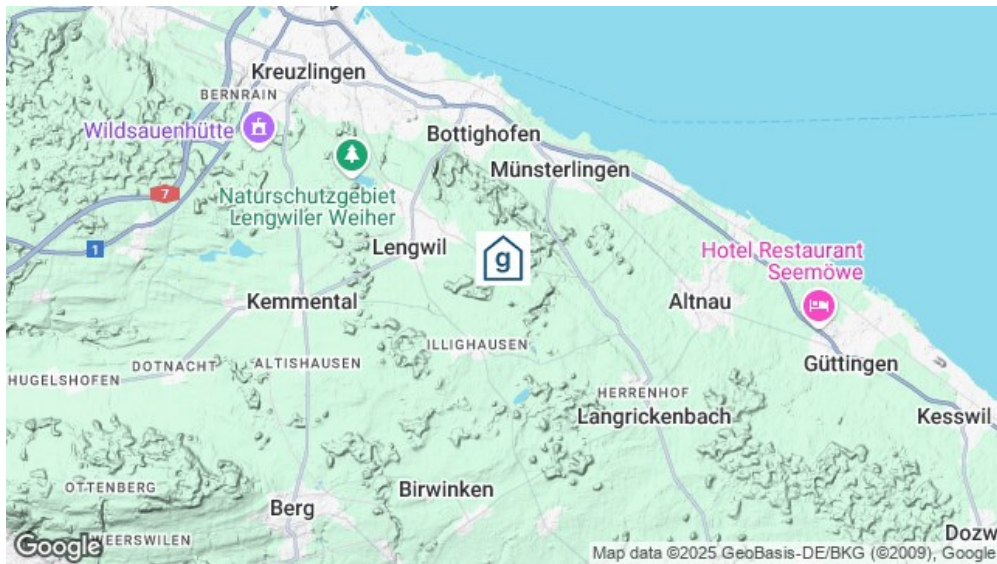 Kreuzlingen
BERNRAIN
Wildsauenhütte
Bottighofen
Münsterlingen
7
Naturschutzgebiet
Lengwiler Weiher
1
Lengwil
g
Hotel Restaurant
Seemöwe
Kemmental
Altnau
ILLIGHAUSEN
DOTNACHT
ALTISHAUSEN
Güttingen
HUGELSHOFEN
HERRENHOF
Langrickenbach
Kesswil
OTTENBERG
Birwinken
Berg
WEERSWILEN
Dozw
Google
Map data ©2025 GeoBasis-DE/BKG (©2009), Google